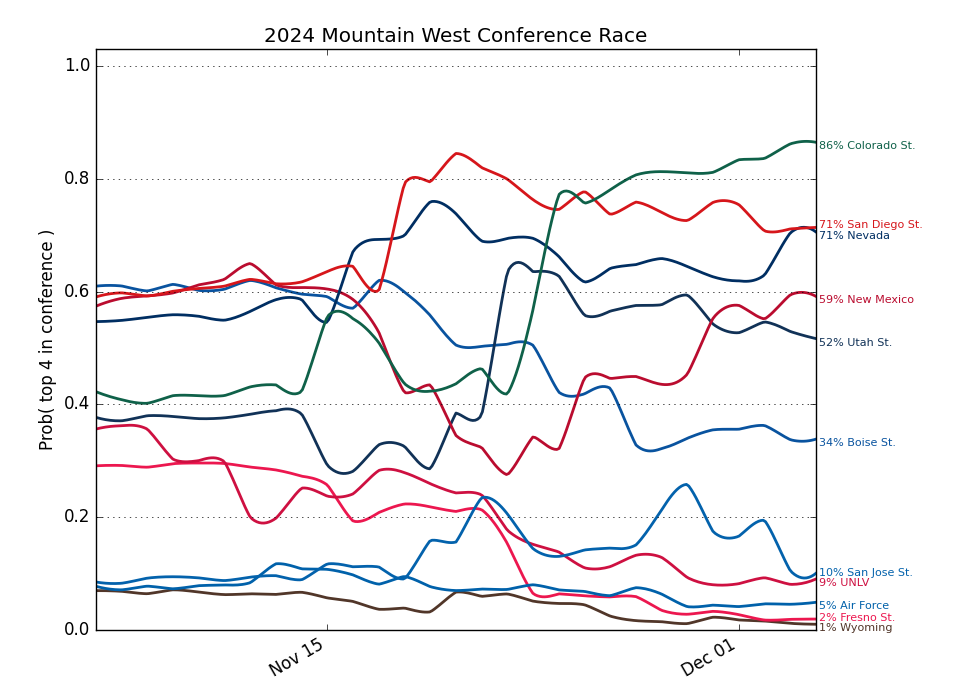 2024 Mountain West Conference Race
Prob( top 4 in conference )
1.0
0.8
0.6
0.4
0.2
0.0
Nov 15
Dec 01
86% Colorado St.
71% San Diego St.
71% Nevada
59% New Mexico
52% Utah St.
34% Boise St.
10% San Jose St.
9% UNLV
5% Air Force
2% Fresno St.
1% Wyoming